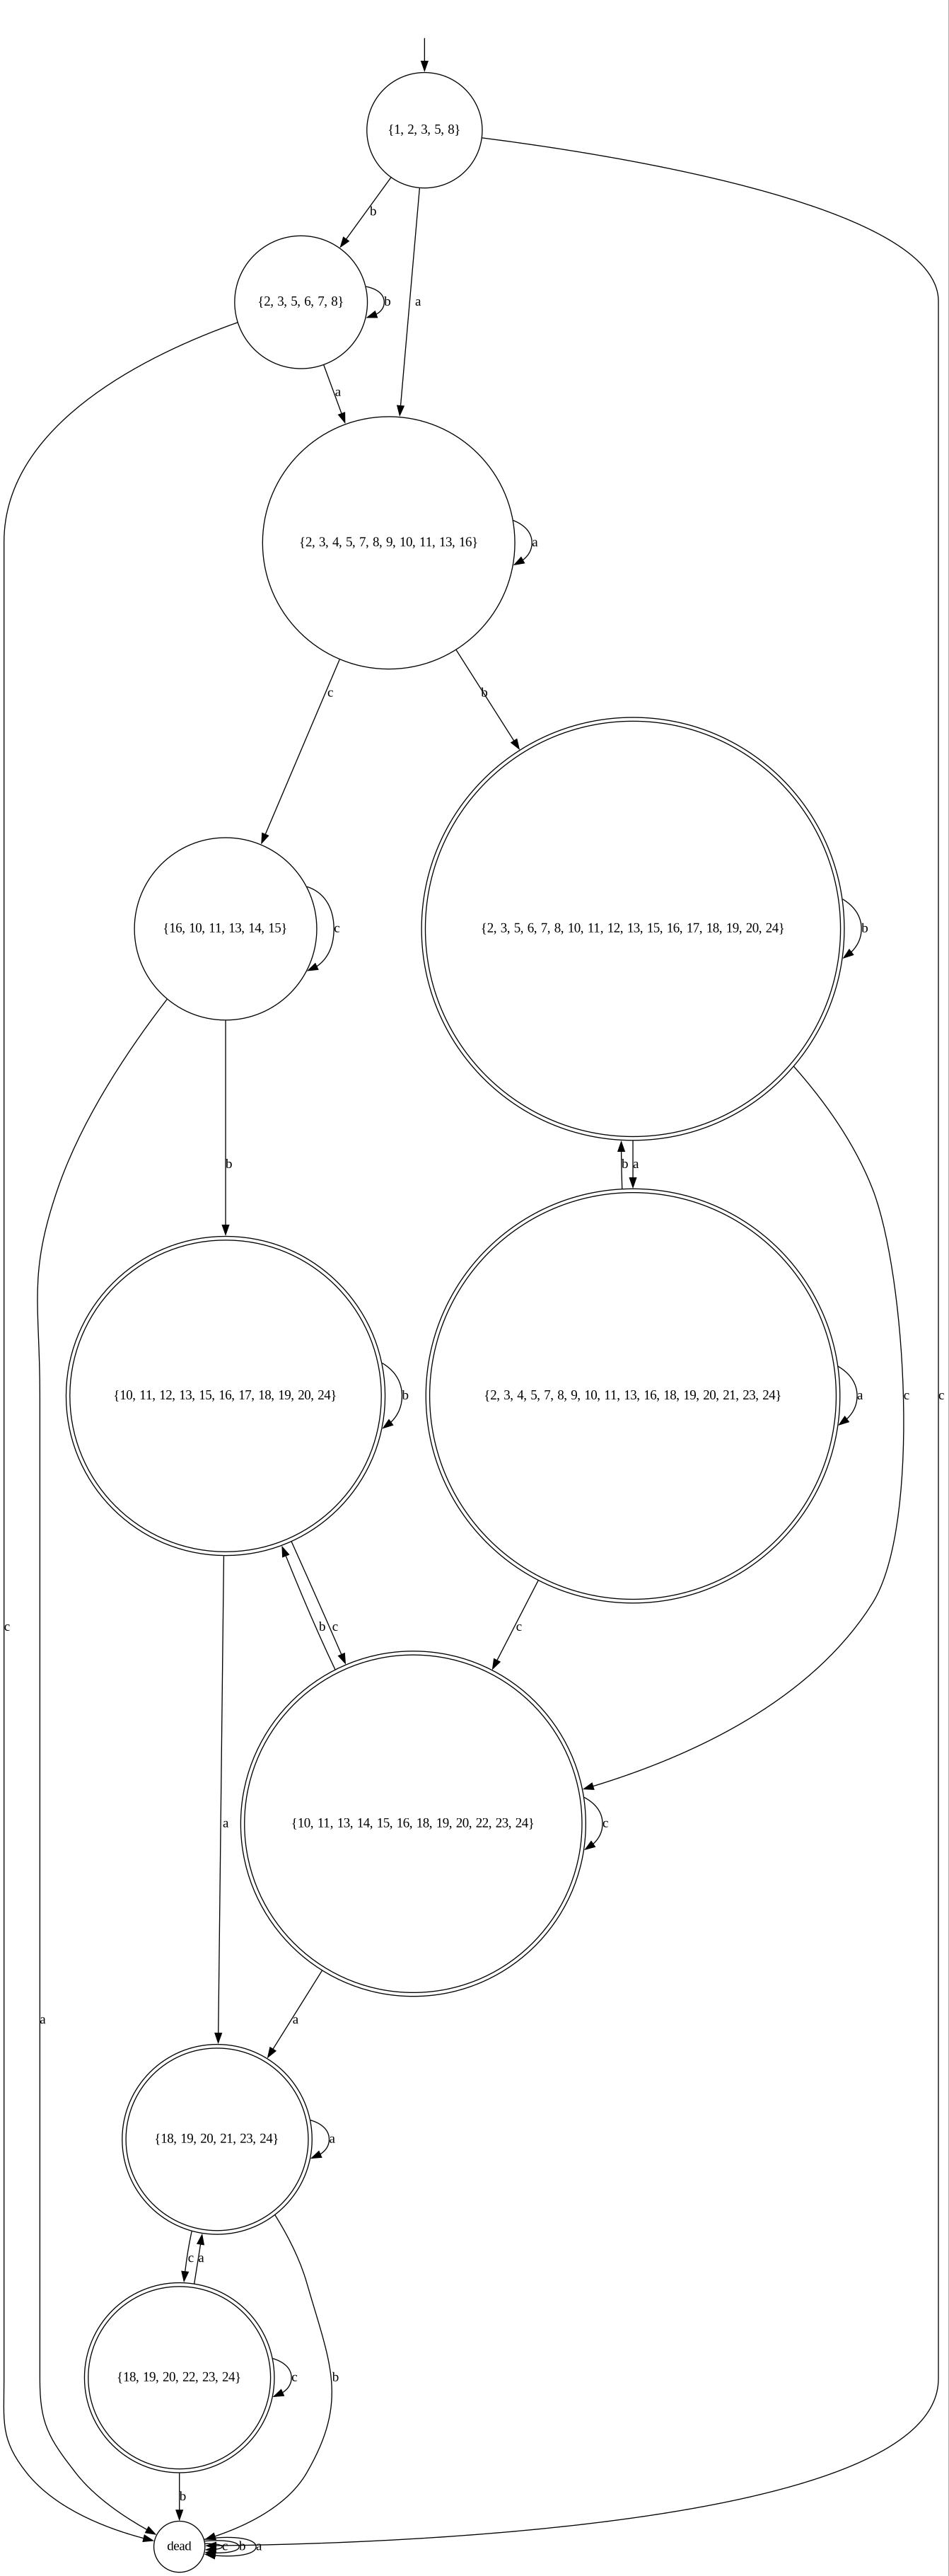 {1, 2, 3, 5, 8}
b
{2, 3, 5, 6, 7, 8}
b
a
a
{2, 3, 4, 5, 7, 8, 9, 10, 11, 13, 16}
a
c
b
{16, 10, 11, 13, 14, 15}
c
{2, 3, 5, 6, 7, 8, 10, 11, 12, 13, 15, 16, 17, 18, 19, 20, 24}
b
b
b
a
{10, 11, 12, 13, 15, 16, 17, 18, 19, 20, 24}
b
{2, 3, 4, 5, 7, 8, 9, 10, 11, 13, 16, 18, 19, 20, 21, 23, 24}
a
c
c
c
b
c
c
a
{10, 11, 13, 14, 15, 16, 18, 19, 20, 22, 23, 24}
c
a
a
{18, 19, 20, 21, 23, 24}
a
c
a
{18, 19, 20, 22, 23, 24}
c
b
b
dead
c
b
a